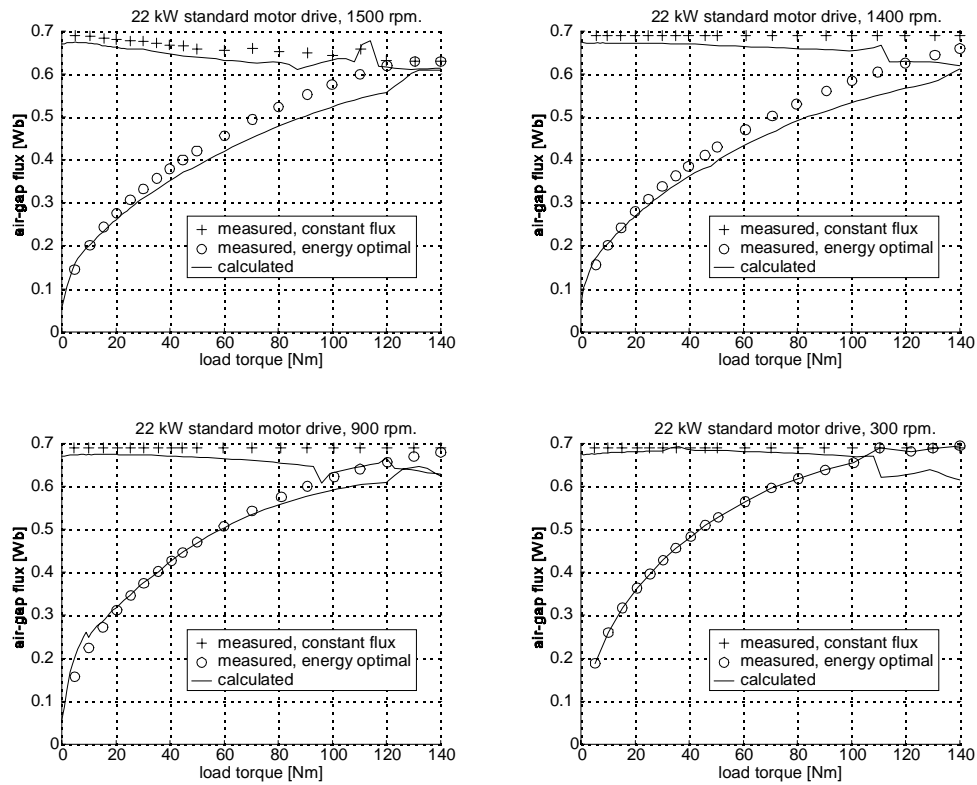 22 kW standard motor drive, 1500 rpm.
0.7
0.6
0.5
0.4
0.3
0.2
0.1
0
air-gap flux [Wb]
+ measured, constant flux
○ measured, energy optimal
— calculated
0 20 40 60 80 100 120 140
load torque [Nm]
22 kW standard motor drive, 1400 rpm.
0.7
0.6
0.5
0.4
0.3
0.2
0.1
0
air-gap flux [Wb]
+ measured, constant flux
○ measured, energy optimal
— calculated
0 20 40 60 80 100 120 140
load torque [Nm]
22 kW standard motor drive, 900 rpm.
0.7
0.6
0.5
0.4
0.3
0.2
0.1
0
air-gap flux [Wb]
+ measured, constant flux
○ measured, energy optimal
— calculated
0 20 40 60 80 100 120 140
load torque [Nm]
22 kW standard motor drive, 300 rpm.
0.7
0.6
0.5
0.4
0.3
0.2
0.1
0
air-gap flux [Wb]
+ measured, constant flux
○ measured, energy optimal
— calculated
0 20 40 60 80 100 120 140
load torque [Nm]